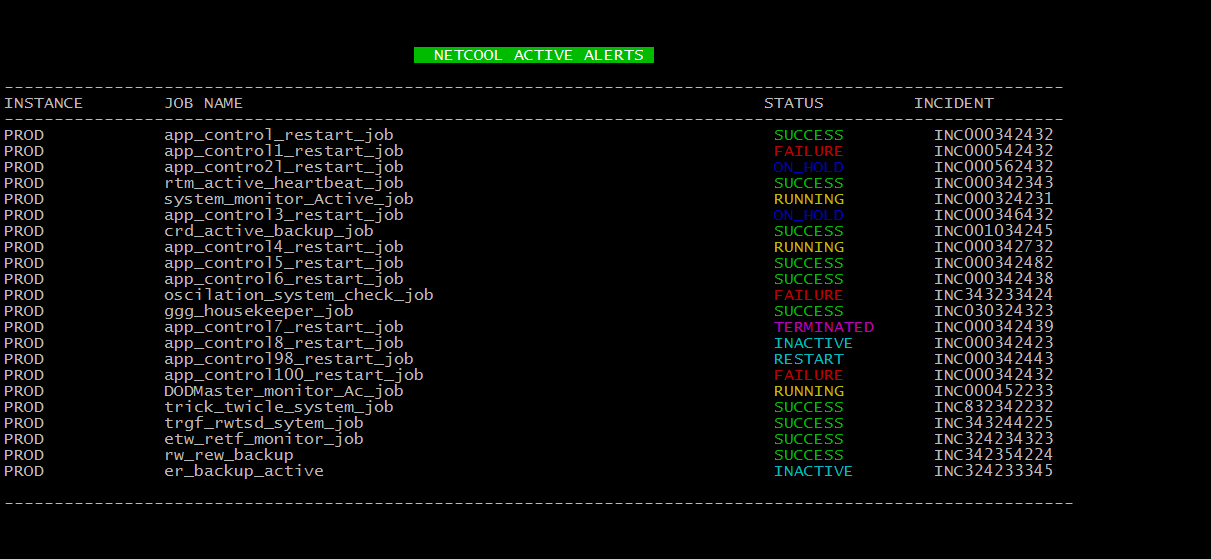 NETCOOL ACTIVE ALERTS
INSTANCE JOB NAME STATUS INCIDENT
PROD app_control_restart_job SUCCESS INC000342432
PROD app_control1_restart_job FAILURE INC000542432
PROD app_contro2l_restart_job ON_HOLD INC000562432
PROD rtm_active_heartbeat_job SUCCESS INC000342343
PROD system_monitor_Active_job RUNNING INC000324231
PROD app_control3_restart_job ON_HOLD INC000346432
PROD crd_active_backup_job SUCCESS INC001034245
PROD app_control4_restart_job RUNNING INC000342732
PROD app_control5_restart_job SUCCESS INC000342482
PROD app_control6_restart_job SUCCESS INC000342438
PROD oscilation_system_check_job FAILURE INC343233424
PROD ggg_housekeeper_job SUCCESS INC030324323
PROD app_control7_restart_job TERMINATED INC000342439
PROD app_control8_restart_job INACTIVE INC000342423
PROD app_control98_restart_job RESTART INC000342443
PROD app_control100_restart_job FAILURE INC000342432
PROD DODMaster_monitor_Ac_job RUNNING INC000452233
PROD trick_twicle_system_job SUCCESS INC832342232
PROD trgf_rwtsd_sytem_job SUCCESS INC343244225
PROD etw_retf_monitor_job SUCCESS INC324234323
PROD rw_rew_backup SUCCESS INC342354224
PROD er_backup_active INACTIVE INC324233345